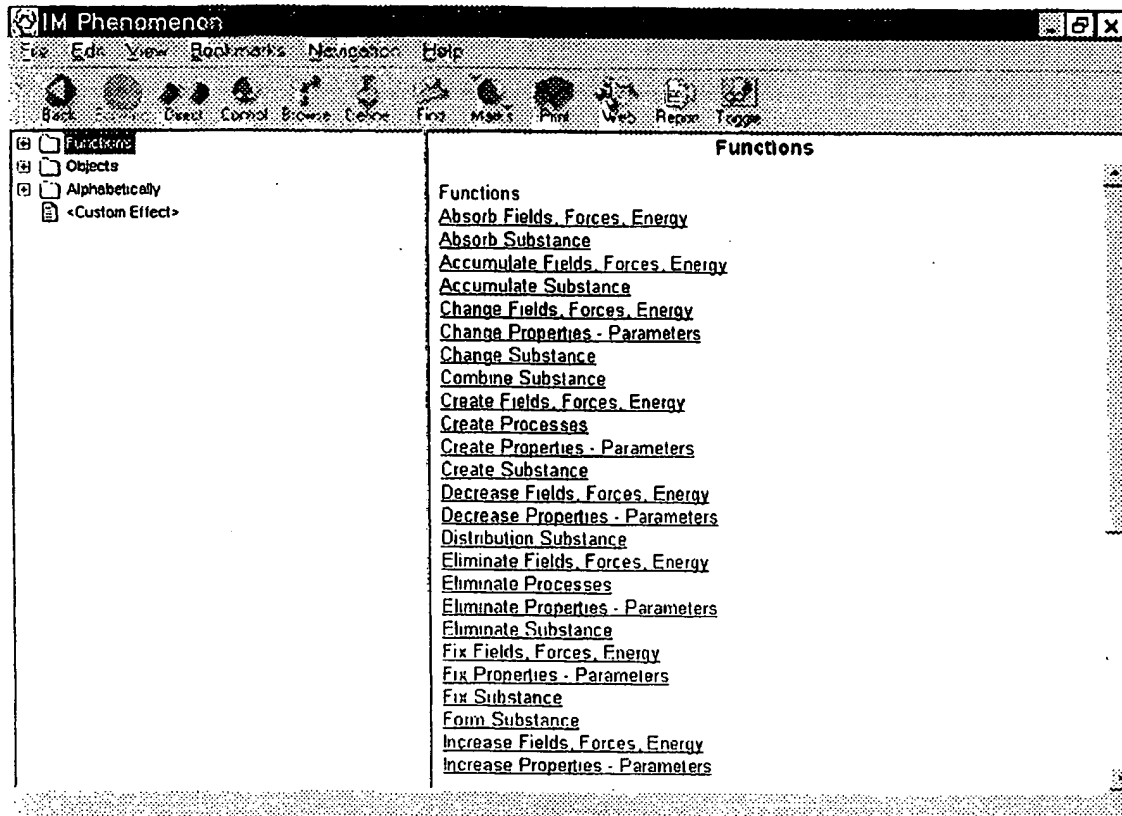 IM Phenomenon
File Edit View Bookmarks Navigation Help
Back Direct Control Browse Define Find Marks Print Web Report Toggle
Functions
Objects
Alphabetically
<Custom Effect>
Functions
Functions
Absorb Fields, Forces, Energy
Absorb Substance
Accumulate Fields, Forces, Energy
Accumulate Substance
Change Fields, Forces, Energy
Change Properties - Parameters
Change Substance
Combine Substance
Create Fields, Forces, Energy
Create Processes
Create Properties - Parameters
Create Substance
Decrease Fields, Forces, Energy
Decrease Properties - Parameters
Distribution Substance
Eliminate Fields, Forces, Energy
Eliminate Processes
Eliminate Properties - Parameters
Eliminate Substance
Fix Fields, Forces, Energy
Fix Properties - Parameters
Fix Substance
Form Substance
Increase Fields, Forces, Energy
Increase Properties - Parameters